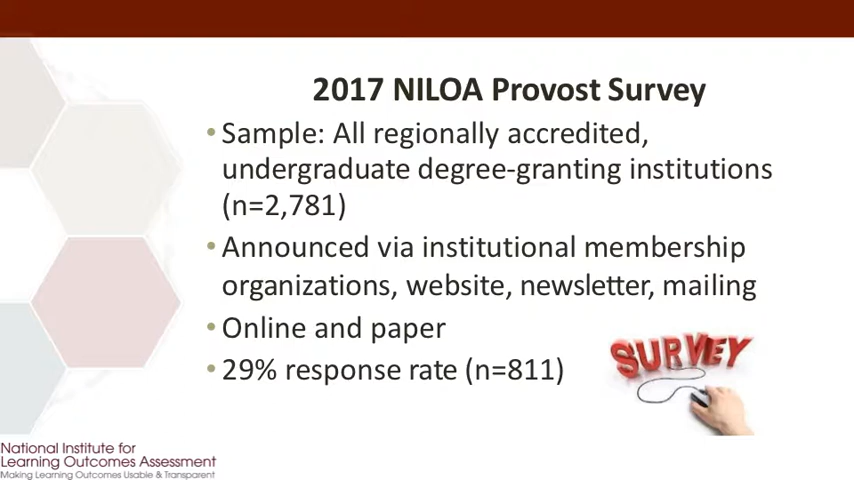 2017 NILOA Provost Survey
• Sample: All regionally accredited,
undergraduate degree-granting institutions
(n=2,781)
• Announced via institutional membership
organizations, website, newsletter, mailing
• Online and paper
• 29% response rate (n=811)
SURVEY
National Institute for
Learning Outcomes Assessment
Making Learning Outcomes Usable & Transparent